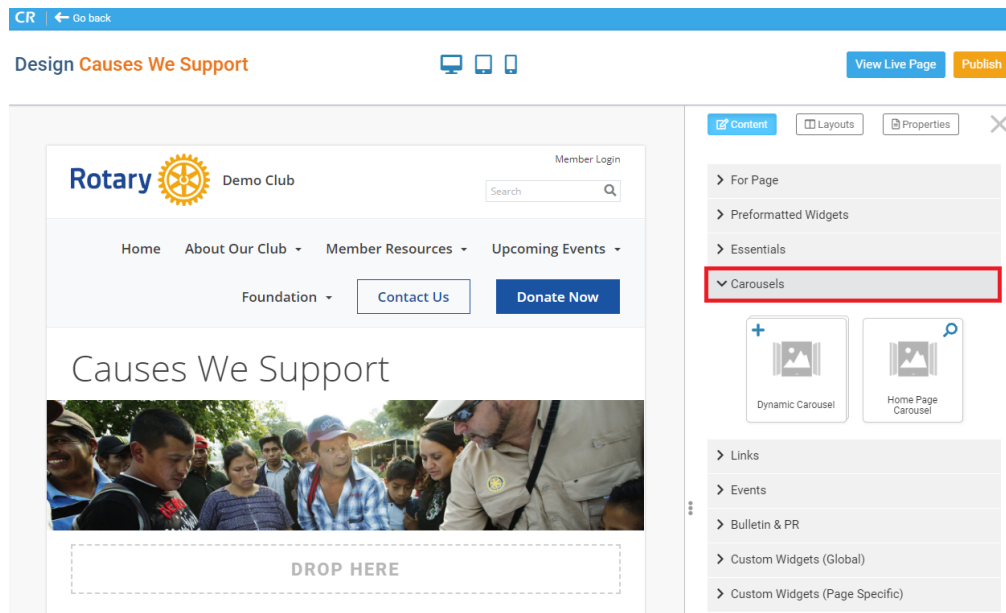 CR Go back
Design Causes We Support
View Live Page
Publish
Content
Layouts
Properties
Rotary
Demo Club
Member Login
Search
Home
About Our Club
Member Resources
Upcoming Events
Foundation
Contact Us
Donate Now
Causes We Support
DROP HERE
For Page
Preformatted Widgets
Essentials
Carousels
Dynamic Carousel
Home Page
Carousel
Links
Events
Bulletin & PR
Custom Widgets (Global)
Custom Widgets (Page Specific)